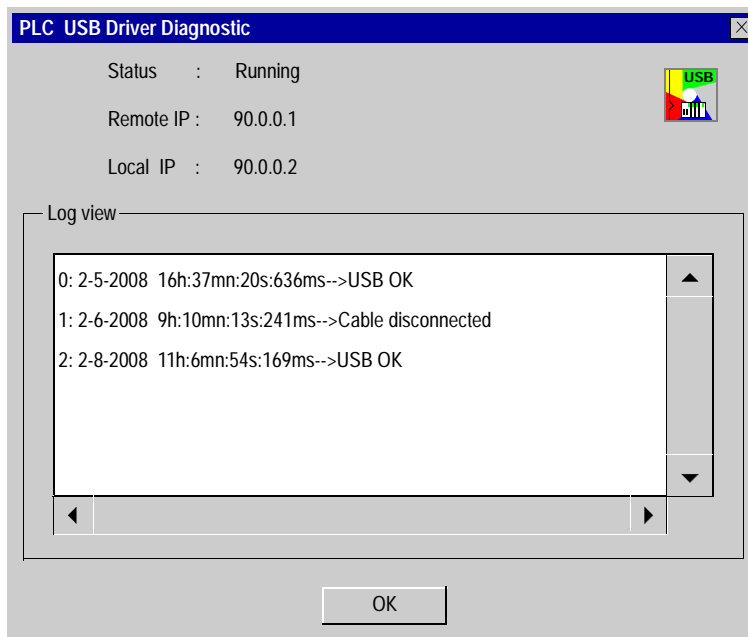 PLC USB Driver Diagnostic
Status : Running
USB
Remote IP : 90.0.0.1
Local IP : 90.0.0.2
Log view
0: 2-5-2008 16h:37mn:20s:636ms-->USB OK
1: 2-6-2008 9h:10mn:13s:241ms-->Cable disconnected
2: 2-8-2008 11h:6mn:54s:169ms-->USB OK
OK